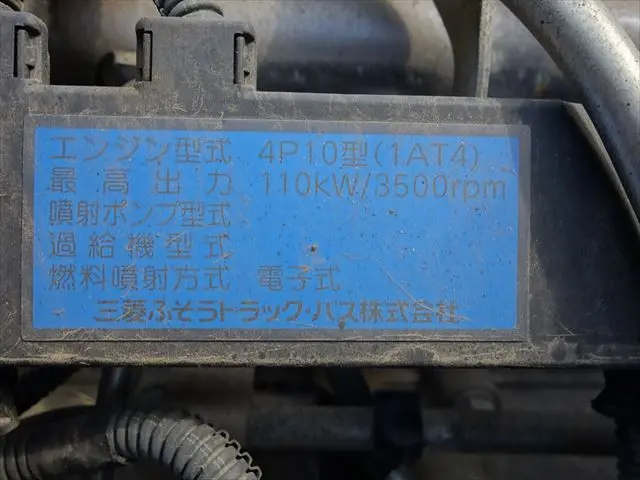 エンジン型式 4P10型(1AT4)
最高出力 110kW/3500rpm
噴射ポンプ型式
過給機型式
燃料噴射方式 電子式
三菱ふそうトラック・バス株式会社